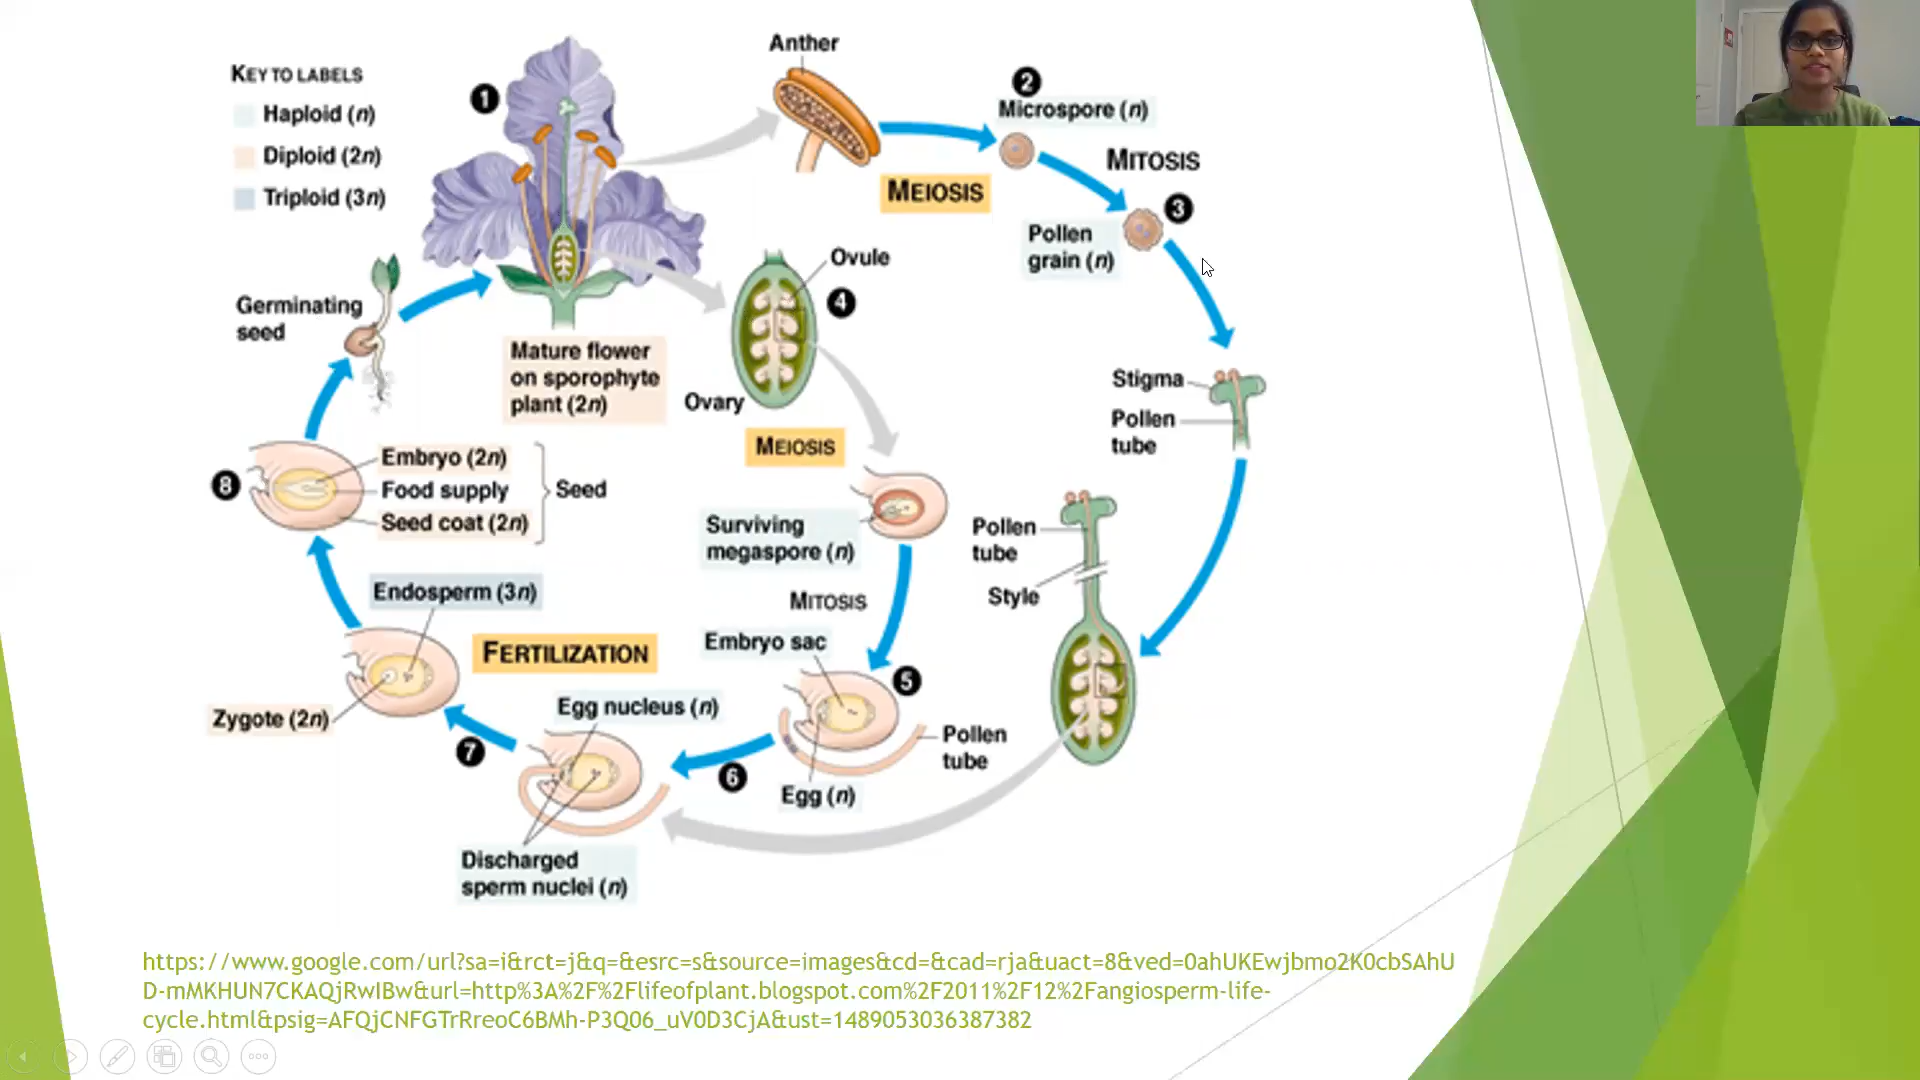 KEY TO LABELS
Haploid (n)
Diploid (2n)
Triploid (3n)
1
Anther
2
Microspore (n)
MITOSIS
MEIOSIS
3
Pollen
grain (n)
Ovule
4
Ovary
Germinating
seed
Mature flower
on sporophyte
plant (2n)
MEIOSIS
Stigma
Pollen
tube
8
Embryo (2n)
Food supply
Seed coat (2n)
Seed
Surviving
megaspore (n)
Pollen
tube
Style
MITOSIS
Endosperm (3n)
FERTILIZATION
Embryo sac
5
Zygote (2n)
Egg nucleus (n)
7
6
Pollen
tube
Egg (n)
Discharged
sperm nuclei (n)
https://www.google.com/url?sa=i&rct=j&q=&esrc=s&source=images&cd=&cad=rja&uact=8&ved=0ahUKEwjbmo2K0cbSAhU
D-mMKHUN7CKAQjRwIBw&url=http%3A%2F%2Flifeofplant.blogspot.com%2F2011%2F12%2Fangiosperm-life-
cycle.html&psig=AFQjCNFGTrRreoC6BMh-P3Q06_uV0D3CjA&ust=1489053036387382